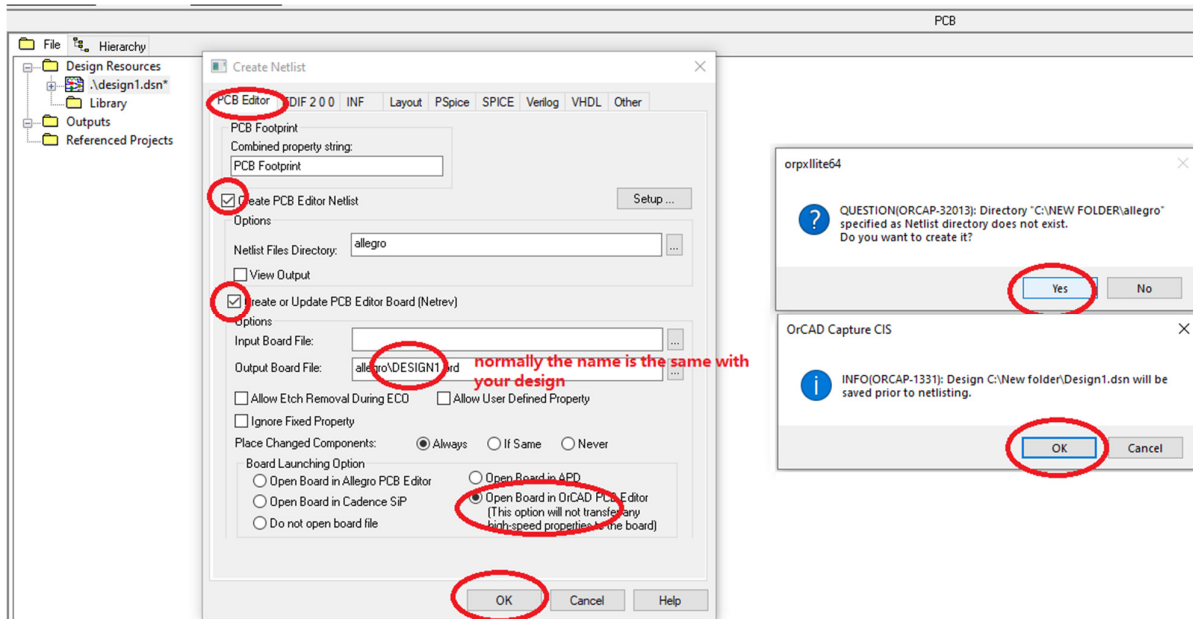 PCB
File Hierarchy
Design Resources
.\design1.dsn*
Library
Outputs
Referenced Projects
Create Netlist
PCB Editor EDIF 2 0 0 INF Layout PSpice SPICE Verilog VHDL Other
PCB Footprint
Combined property string:
PCB Footprint
Create PCB Editor Netlist
Setup ...
Options
Netlist Files Directory: allegro ...
View Output
Create or Update PCB Editor Board (Netrev)
Options
Input Board File: ...
Output Board File: allegro\DESIGN1.brd ...
normally the name is the same with
your design
Allow Etch Removal During ECO Allow User Defined Property
Ignore Fixed Property
Place Changed Components: Always If Same Never
Board Launching Option
Open Board in Allegro PCB Editor
Open Board in Cadence SiP
Do not open board file
Open Board in APD
Open Board in OrCAD PCB Editor
(This option will not transfer any
high-speed properties to the board)
OK Cancel Help
orpxllite64
QUESTION(ORCAP-32013): Directory "C:\NEW FOLDER\allegro"
specified as Netlist directory does not exist.
Do you want to create it?
Yes No
OrCAD Capture CIS
INFO(ORCAP-1331): Design C:\New folder\Design1.dsn will be
saved prior to netlisting.
OK Cancel